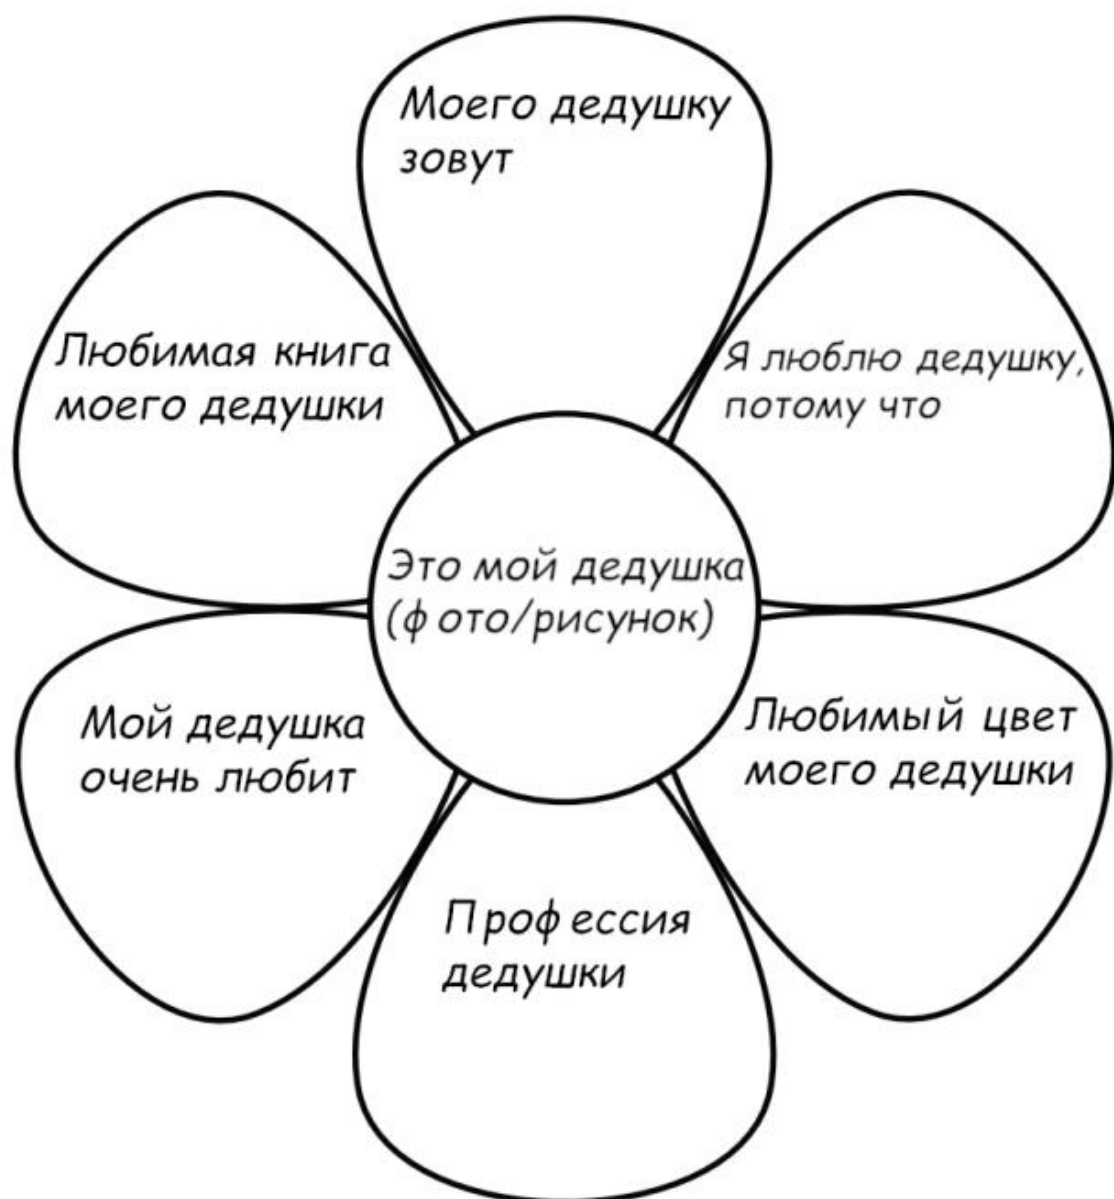 Моего дедушку
зовут
Любимая книга
моего дедушки
Я люблю дедушку,
потому что
Это мой дедушка
(фото/рисунок)
Мой дедушка
очень любит
Любимый цвет
моего дедушки
Профессия
дедушки